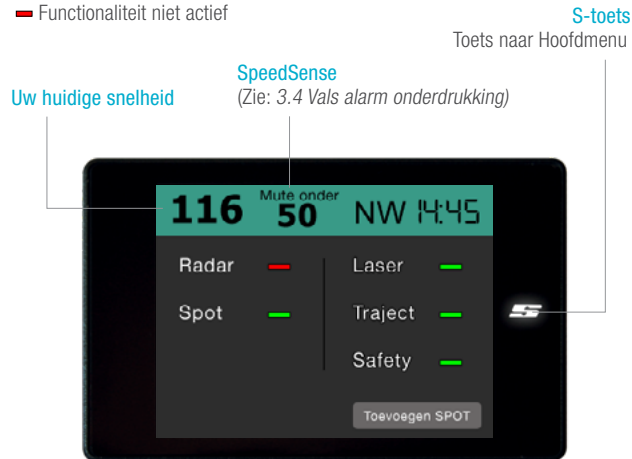 Functionaliteit niet actief
S-toets
Toets naar Hoofdmenu
SpeedSense
(Zie: 3.4 Vals alarm onderdrukking)
Uw huidige snelheid
116 Mute onder 50 NW 14:45
Radar Laser
Spot Traject
Safety
Toevoegen SPOT